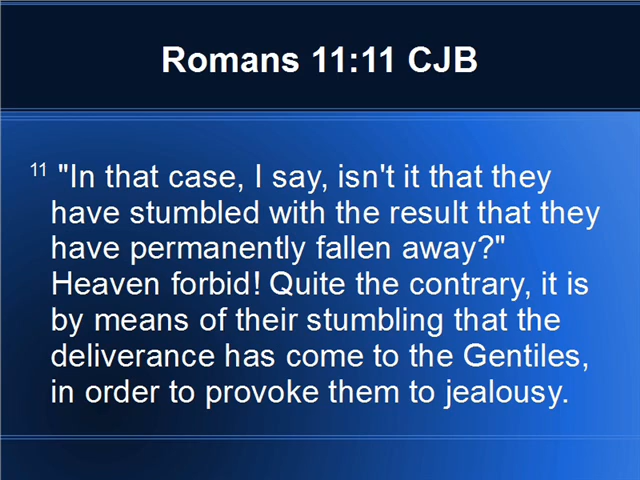 Romans 11:11 CJB
11 "In that case, I say, isn't it that they
have stumbled with the result that they
have permanently fallen away?"
Heaven forbid! Quite the contrary, it is
by means of their stumbling that the
deliverance has come to the Gentiles,
in order to provoke them to jealousy.